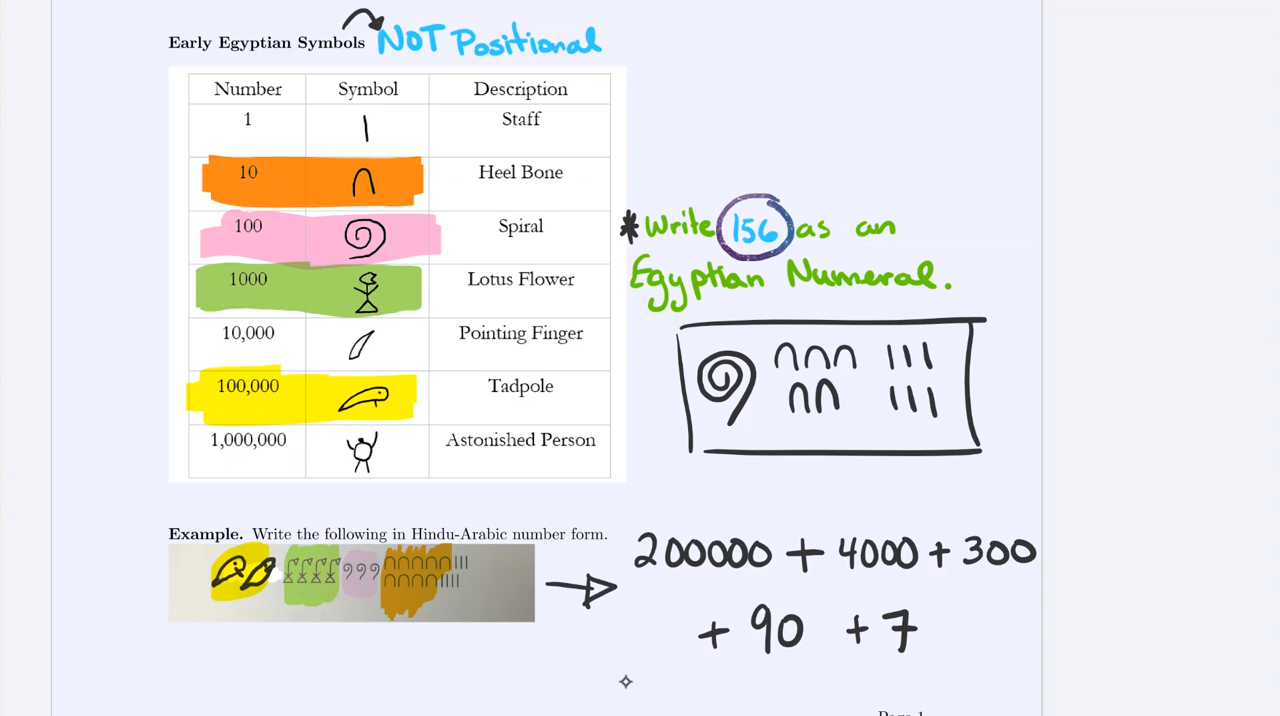 Early Egyptian Symbols NOT Positional
Number Symbol Description
1 Staff
10 Heel Bone
100 Spiral
1000 Lotus Flower
10,000 Pointing Finger
100,000 Tadpole
1,000,000 Astonished Person
*Write 156 as an
Egyptian Numeral.
Example. Write the following in Hindu-Arabic number form.
200000 + 4000 + 300
+ 90 + 7